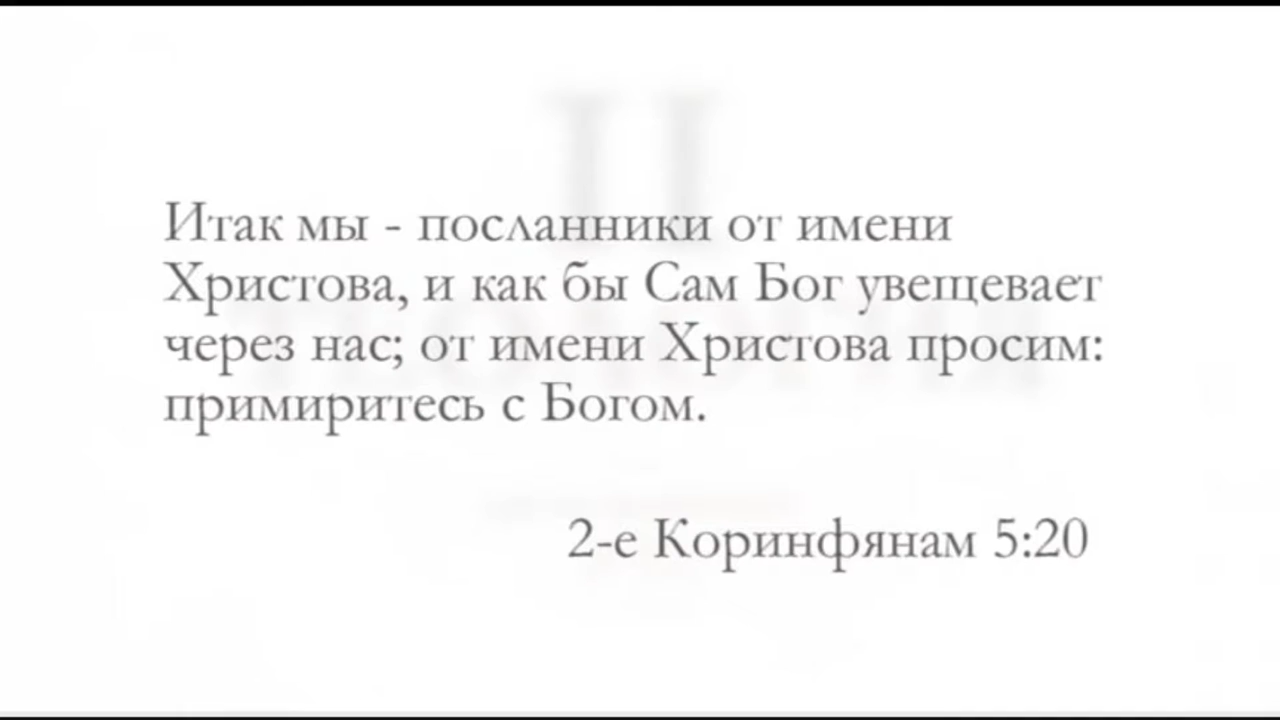 Итак мы - посланники от имени
Христова, и как бы Сам Бог увещевает
через нас; от имени Христова просим:
примиритесь с Богом.
2-е Коринфянам 5:20